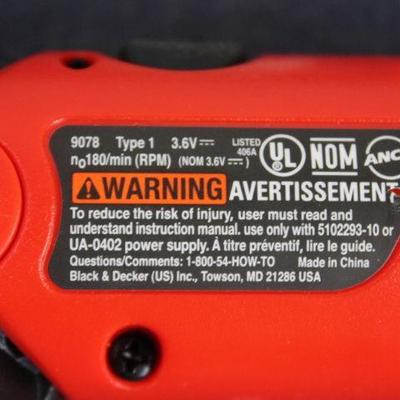 9078 Type 1 3.6V LISTED 406A UL NOM ANC
no180/min (RPM) (NOM 3.6V)
WARNING AVERTISSEMENT
To reduce the risk of injury, user must read and
understand instruction manual. use only with 5102293-10 or
UA-0402 power supply. À titre préventif, lire le guide.
Questions/Comments: 1-800-54-HOW-TO Made in China
Black & Decker (US) Inc., Towson, MD 21286 USA